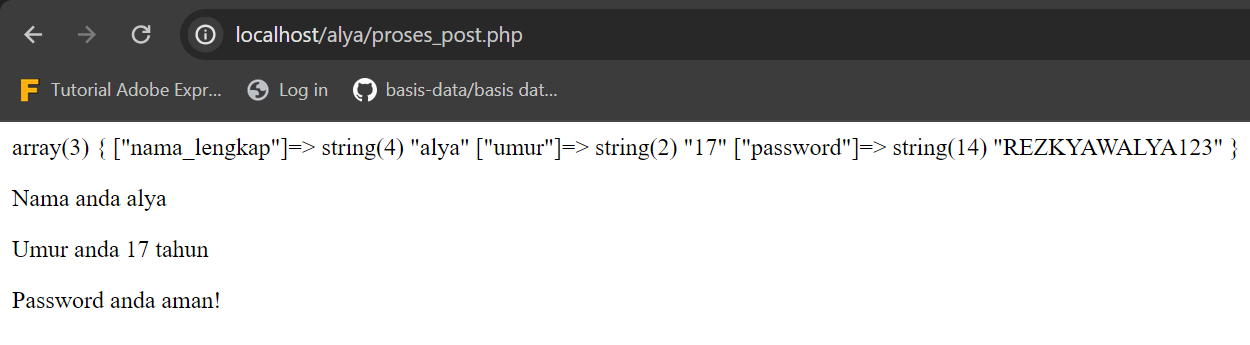 localhost/alya/proses_post.php
Tutorial Adobe Expr... Log in basis-data/basis dat...
array(3) { ["nama_lengkap"]=> string(4) "alya" ["umur"]=> string(2) "17" ["password"]=> string(14) "REZKYAWALYA123" }
Nama anda alya
Umur anda 17 tahun
Password anda aman!